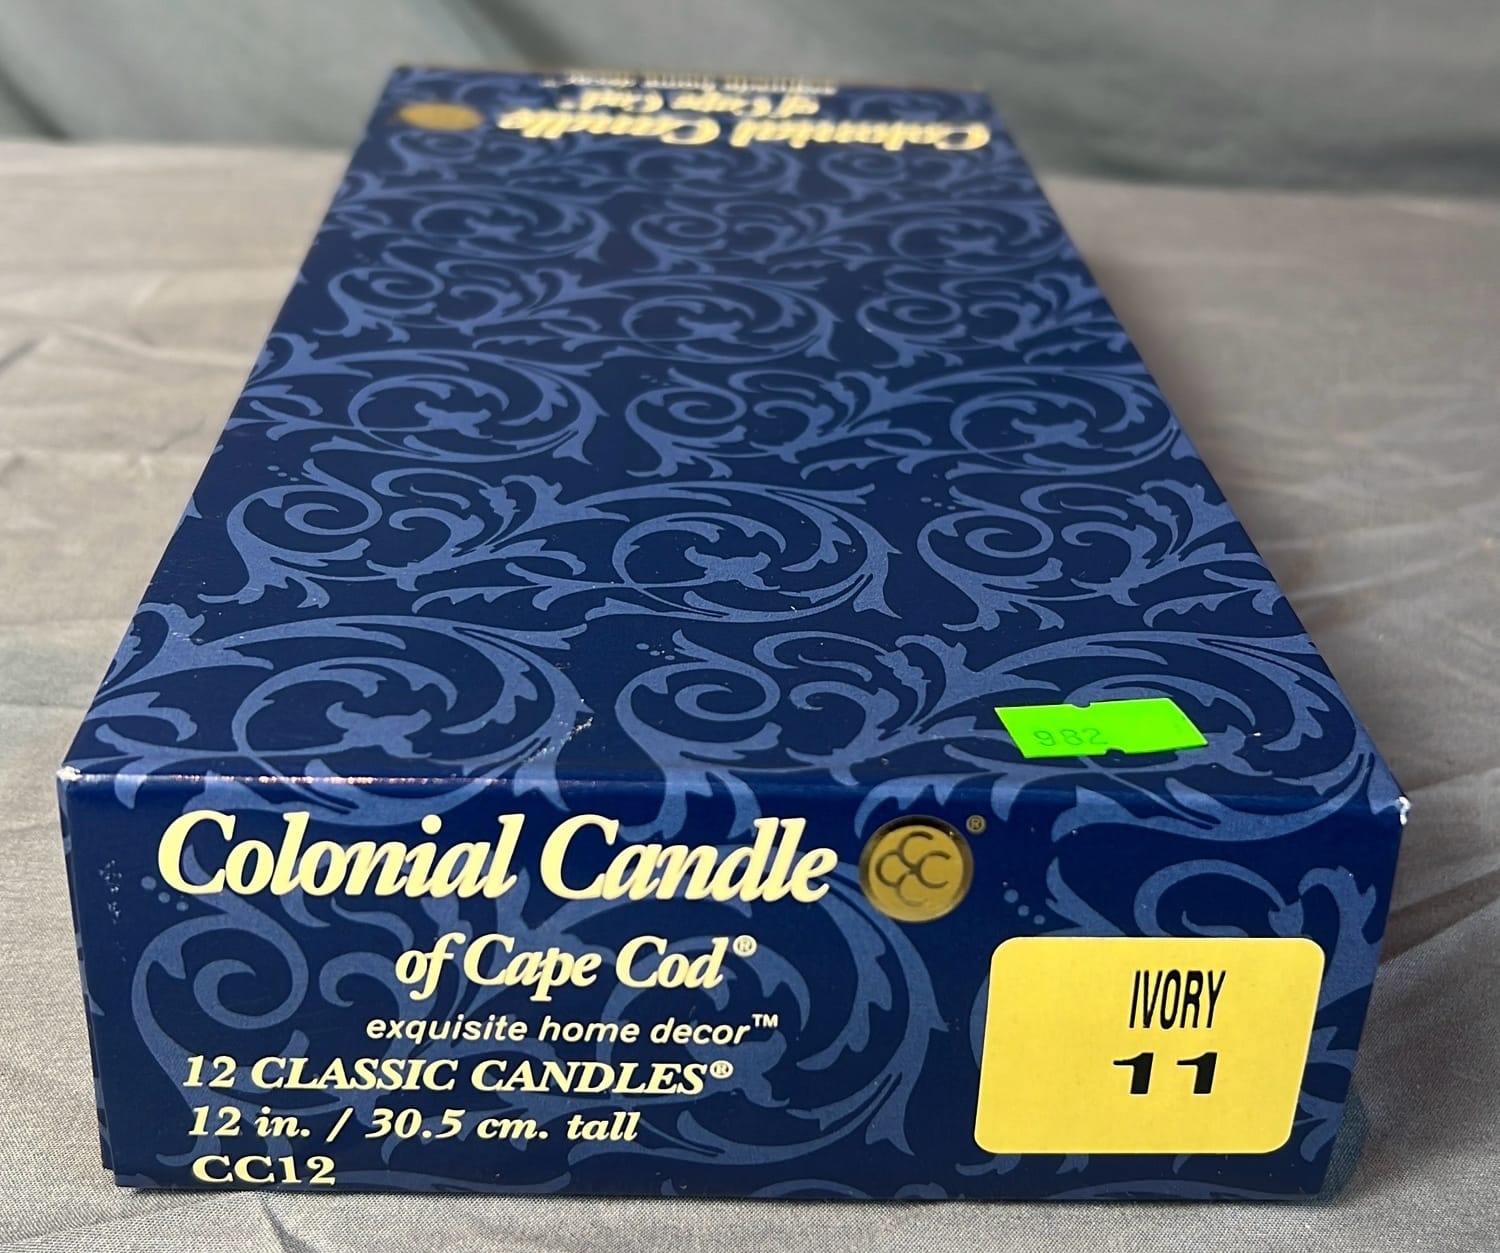 Colonial Candle
of Cape Cod
982
Colonial Candle ®
of Cape Cod®
exquisite home decor™
12 CLASSIC CANDLES®
12 in. / 30.5 cm. tall
CC12
IVORY
11